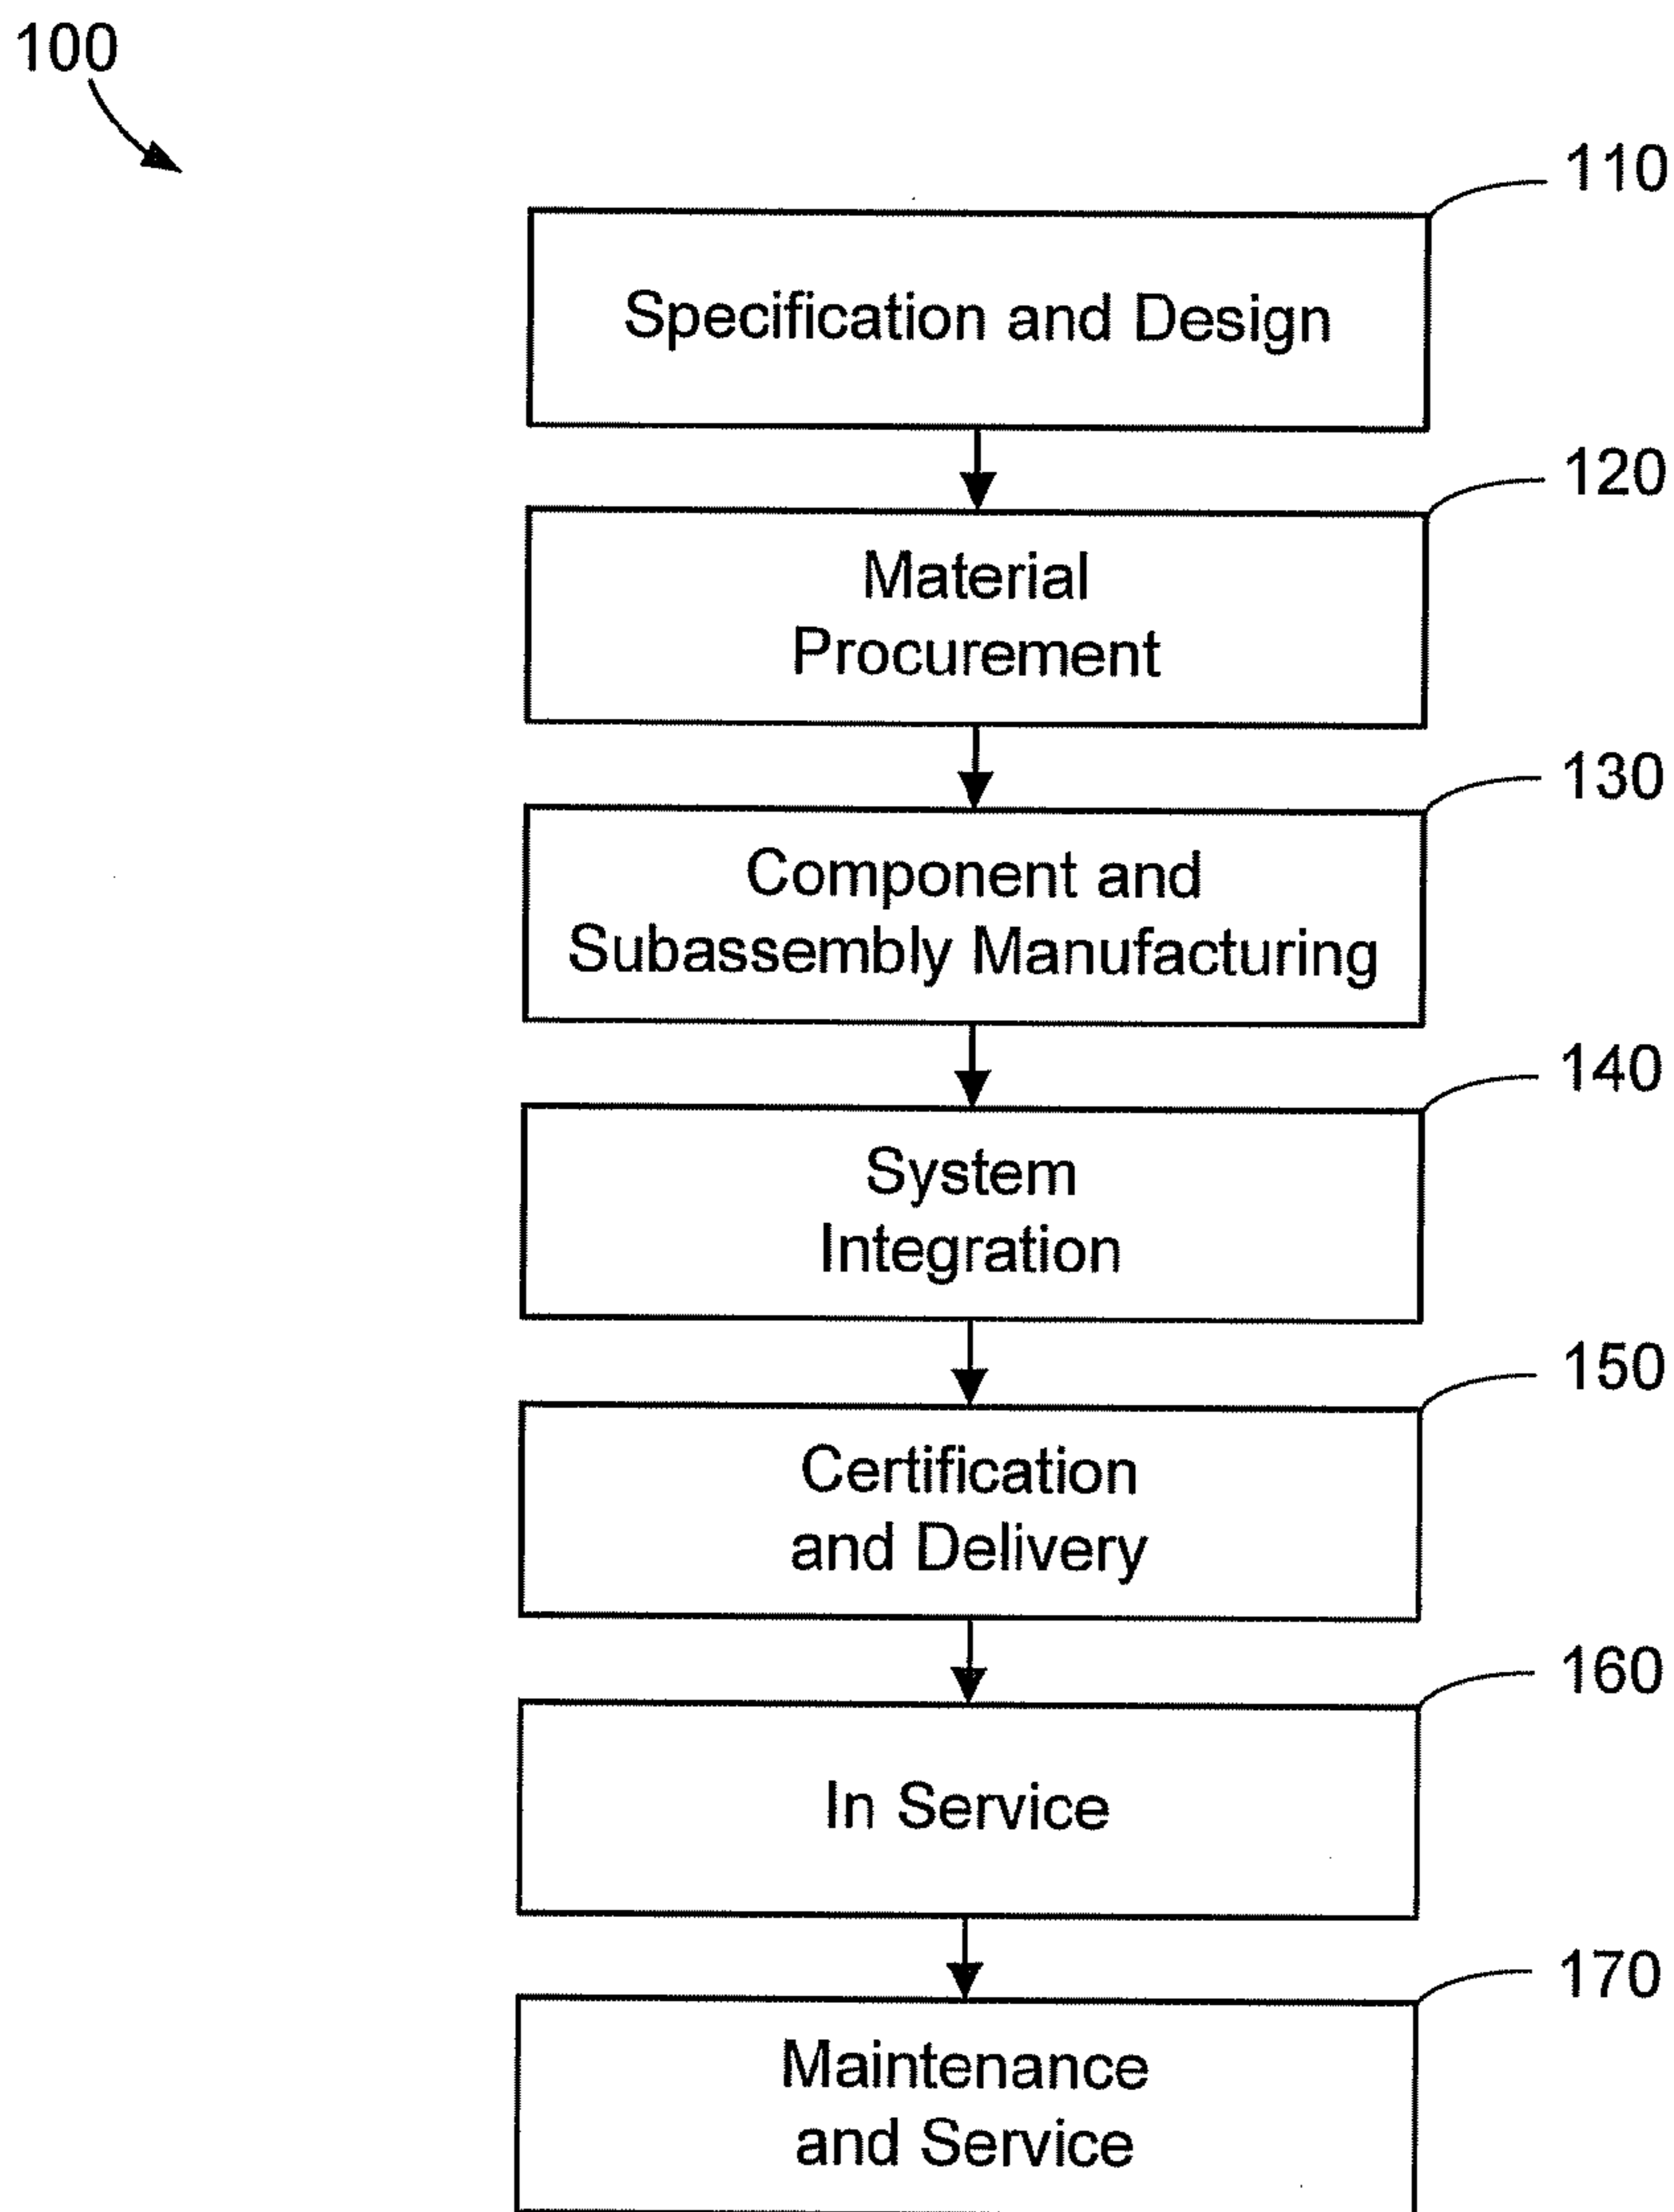 100
110
Specification and Design
120
Material
Procurement
130
Component and
Subassembly Manufacturing
140
System
Integration
150
Certification
and Delivery
160
In Service
170
Maintenance
and Service